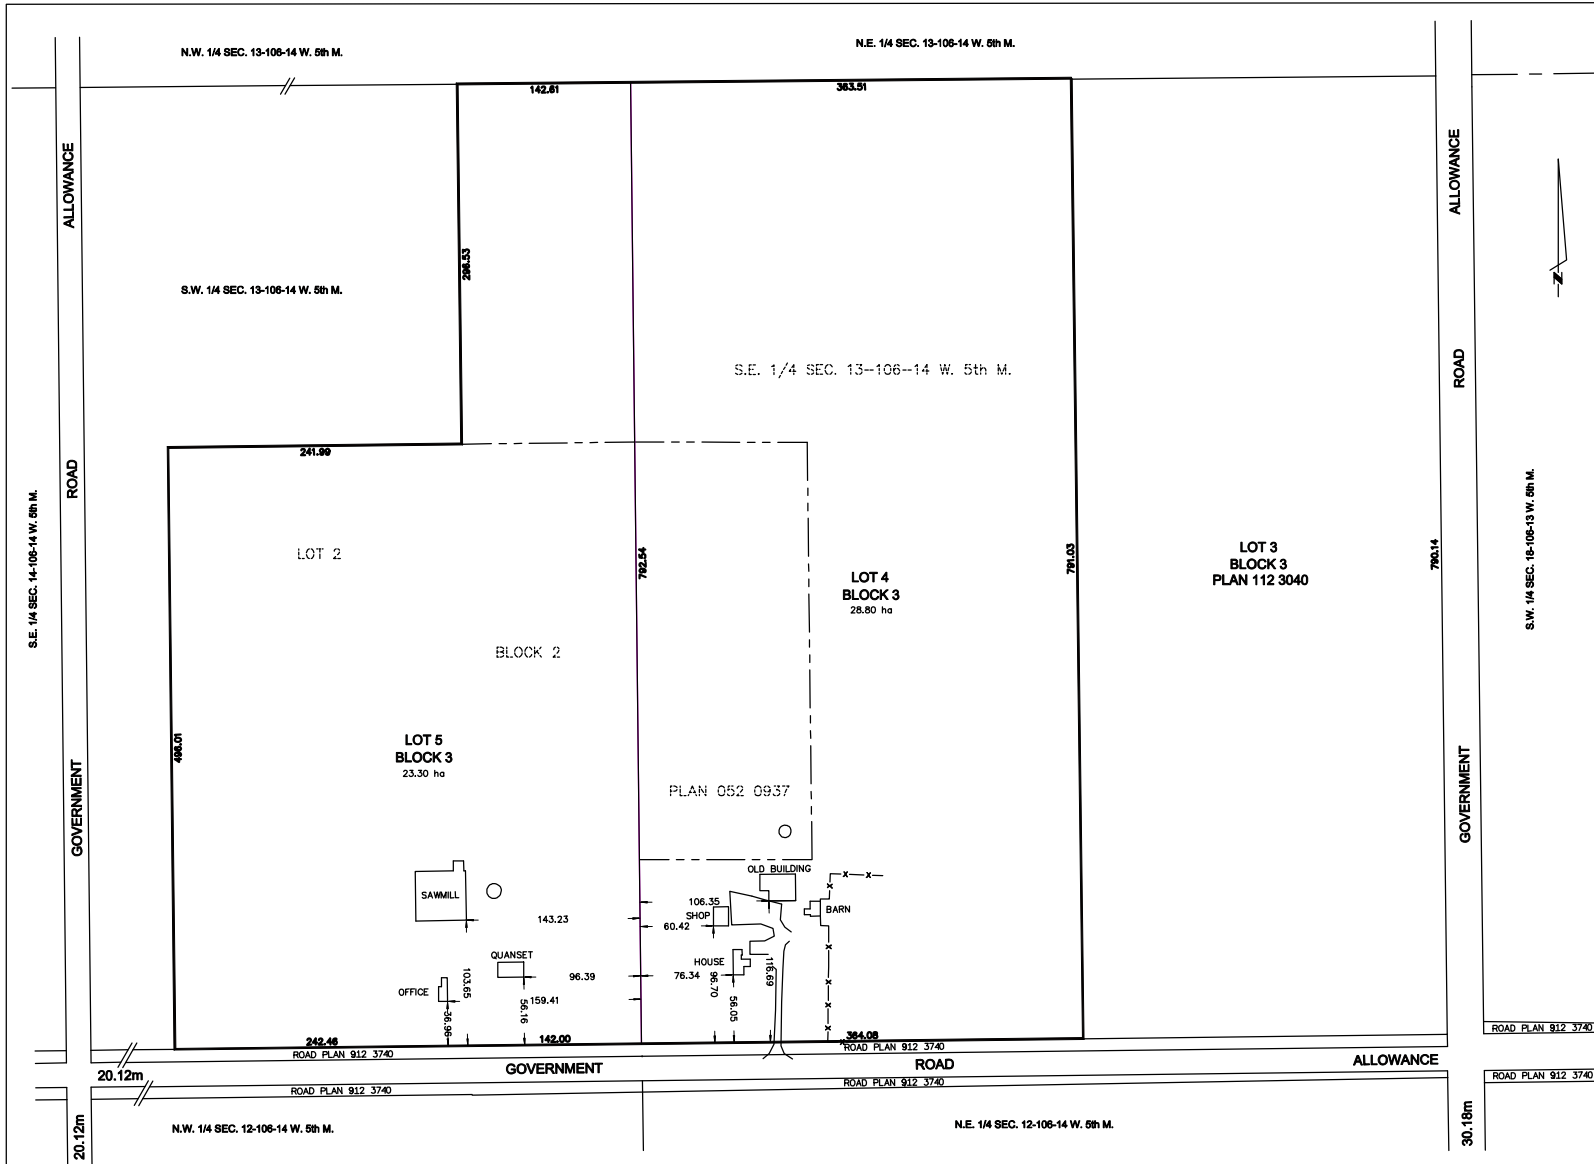 N.W. 1/4 SEC. 13-106-14 W. 5th M.
N.E. 1/4 SEC. 13-106-14 W. 5th M.
142.61
363.51
ALLOWANCE
ALLOWANCE
296.53
S.W. 1/4 SEC. 13-106-14 W. 5th M.
N
S.E. 1/4 SEC. 13--106--14 W. 5th M.
ROAD
241.99
ROAD
S.E. 1/4 SEC. 14-106-14 W. 5th M.
LOT 2
792.54
791.03
790.14
S.W. 1/4 SEC. 18-106-13 W. 5th M.
LOT 3
BLOCK 3
PLAN 112 3040
LOT 4
BLOCK 3
28.80 ha
BLOCK 2
496.01
LOT 5
BLOCK 3
23.30 ha
PLAN 052 0937
GOVERNMENT
GOVERNMENT
OLD BUILDING
SAWMILL
106.35
SHOP
BARN
143.23
60.42
QUANSET
HOUSE
96.39
76.34
103.65
96.70
116.69
OFFICE
159.41
56.16
56.05
36.96
242.46
142.00
364.08
ROAD PLAN 912 3740
ROAD PLAN 912 3740
ROAD PLAN 912 3740
GOVERNMENT
ROAD
ALLOWANCE
20.12m
ROAD PLAN 912 3740
ROAD PLAN 912 3740
ROAD PLAN 912 3740
20.12m
N.W. 1/4 SEC. 12-106-14 W. 5th M.
N.E. 1/4 SEC. 12-106-14 W. 5th M.
30.18m